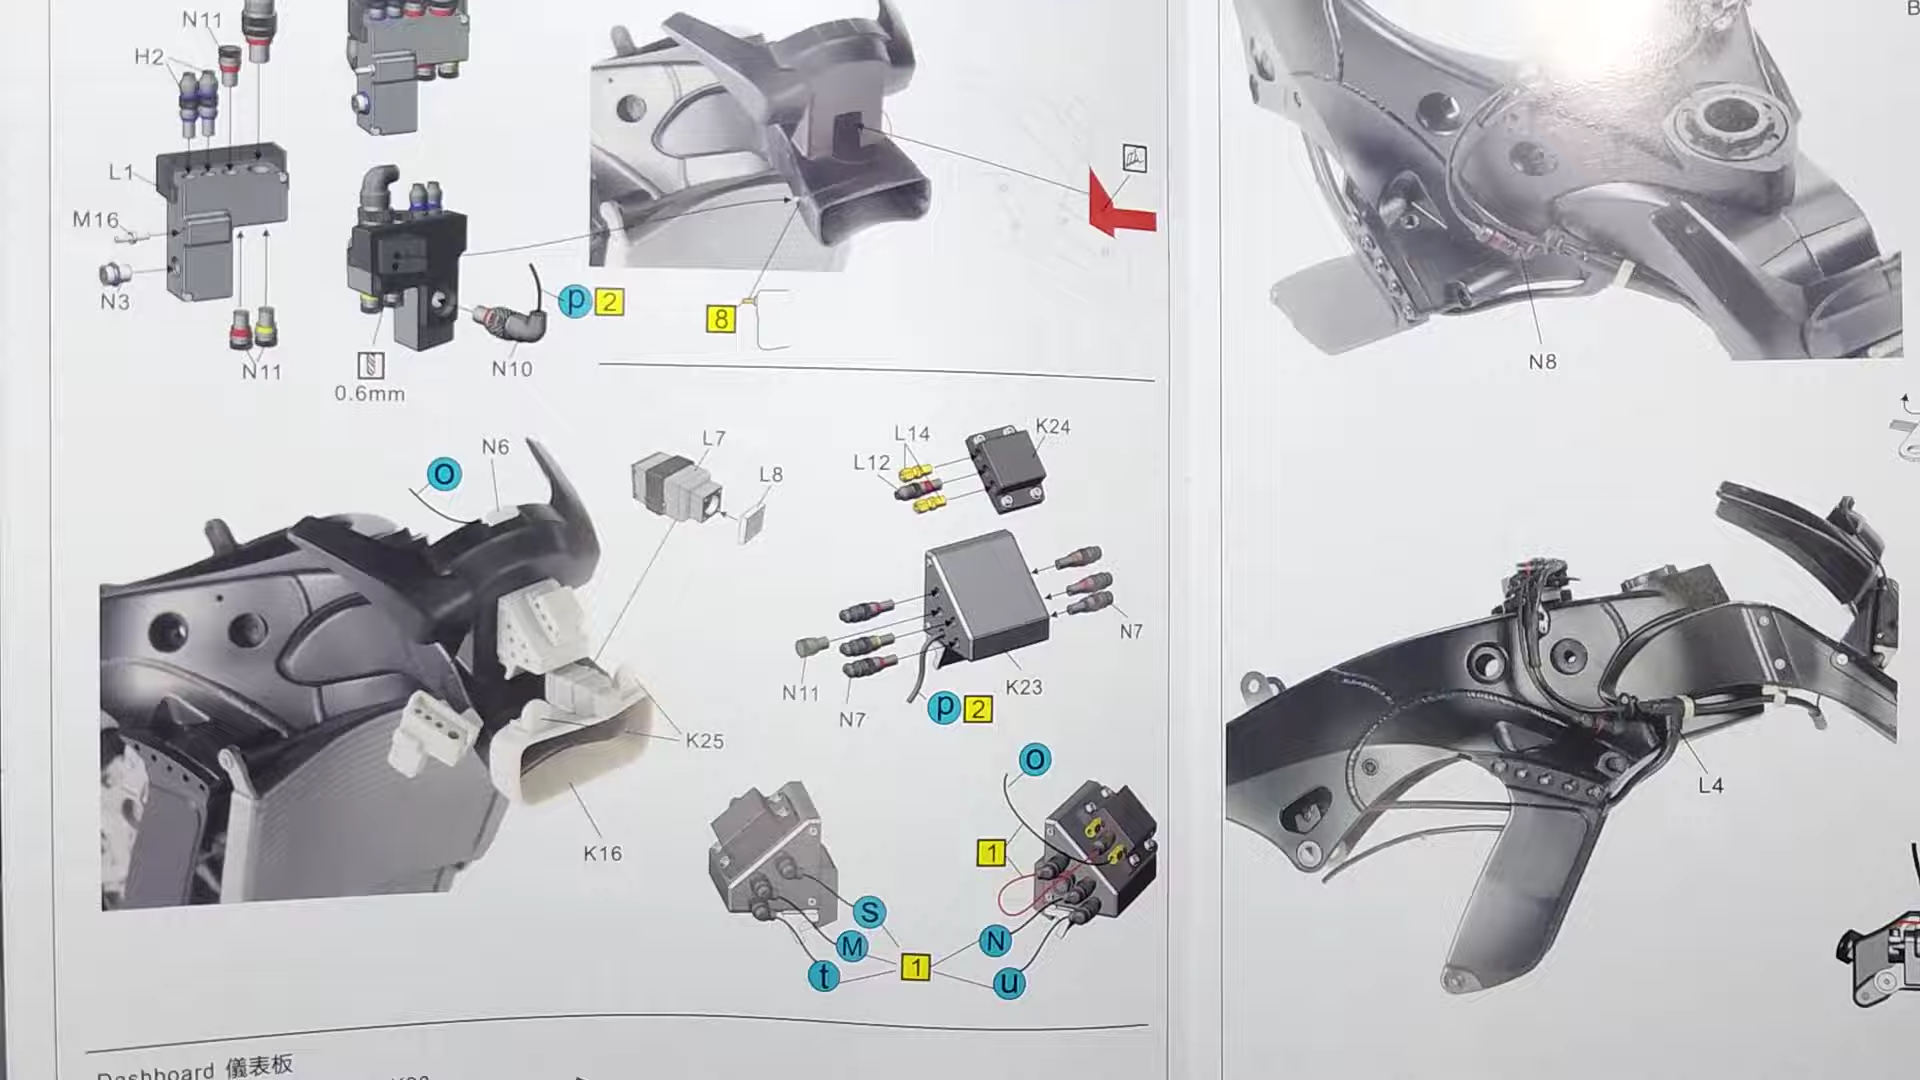 N11
H2
L1
M16
N3
N11
0.6mm
N10
p 2
8
N8
O
N6
L7
L8
K25
K16
L14
L12
K24
N7
N11
N7
K23
p 2
O
1
S
M
t
1
N
u
L4
Dashboard 儀表板